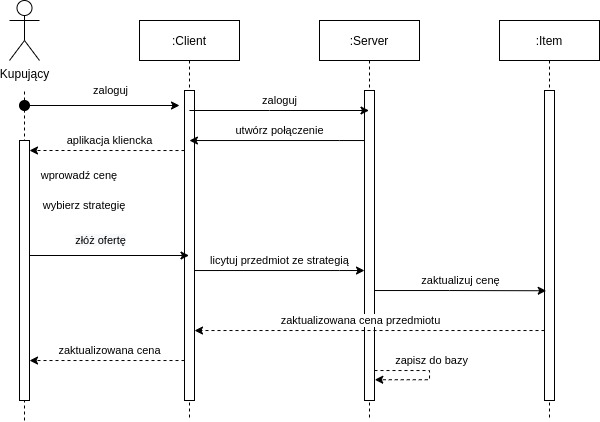 :Client
:Server
:Item
Kupujący
zaloguj
zaloguj
utwórz połączenie
aplikacja kliencka
wprowadź cenę
wybierz strategię
złóż ofertę
licytuj przedmiot ze strategią
zaktualizuj cenę
zaktualizowana cena przedmiotu
zaktualizowana cena
zapisz do bazy